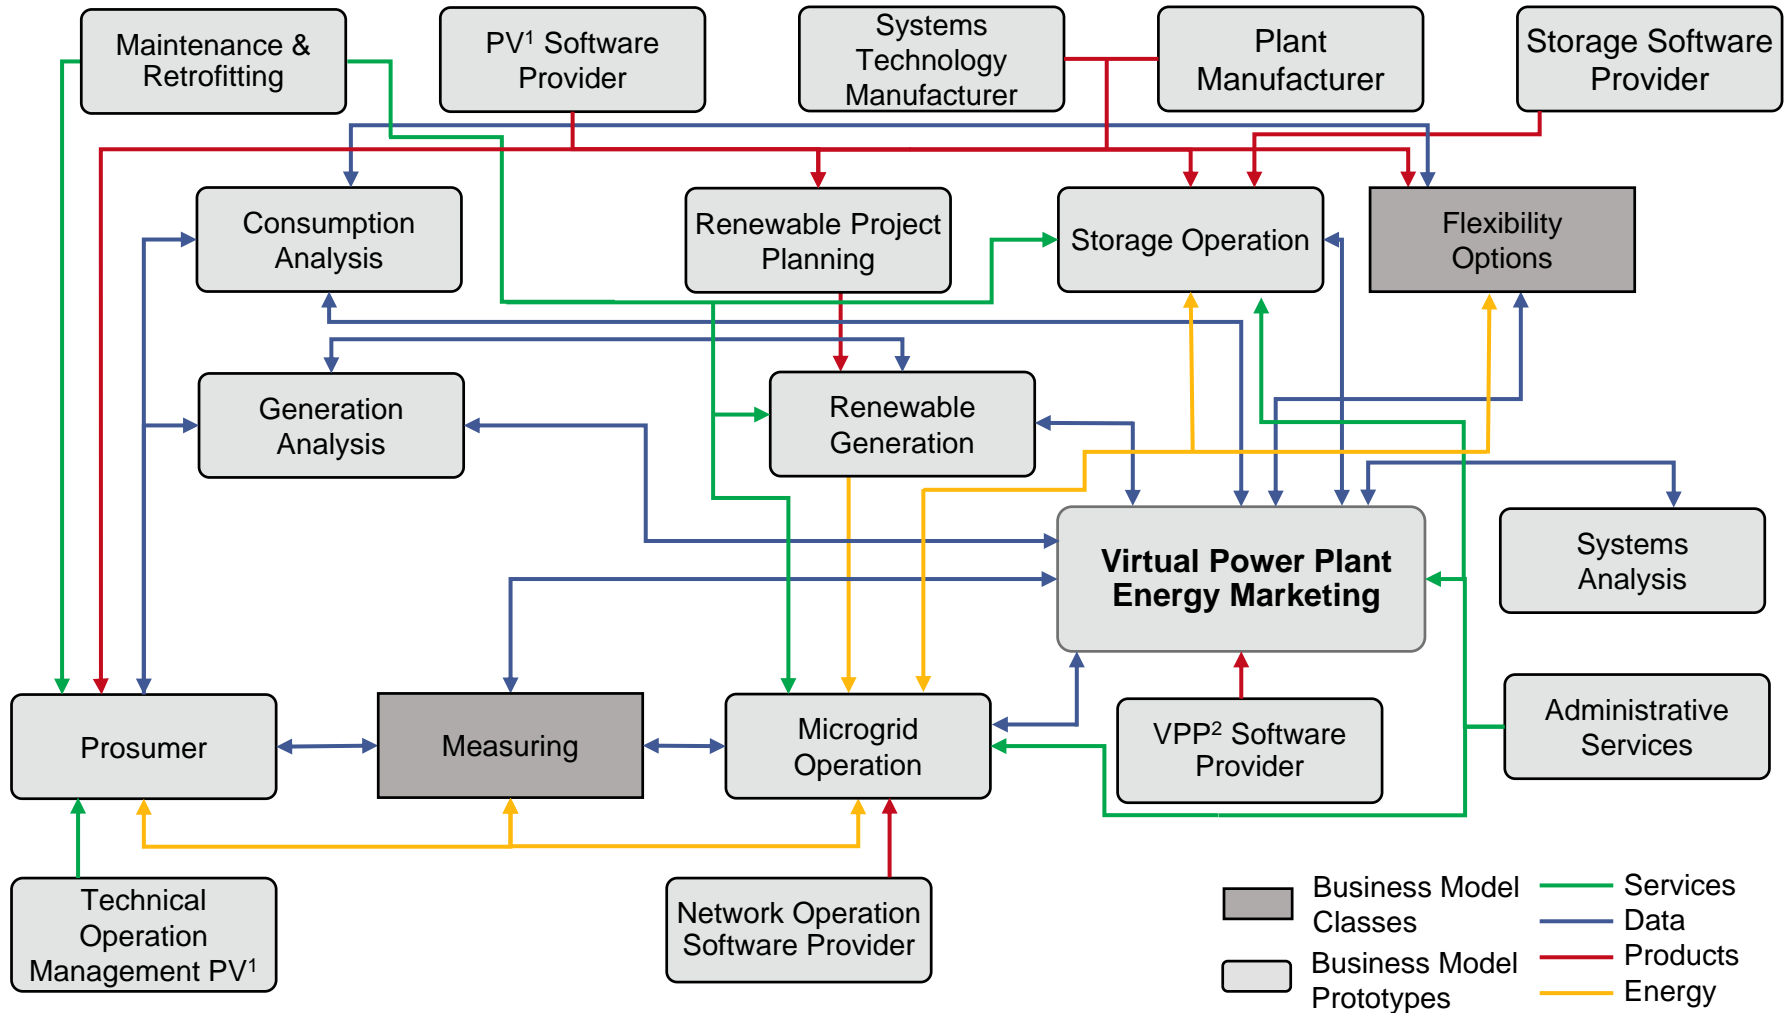 Maintenance &
Retrofitting
PV¹ Software
Provider
Systems
Technology
Manufacturer
Plant
Manufacturer
Storage Software
Provider
Consumption
Analysis
Renewable Project
Planning
Storage Operation
Flexibility
Options
Generation
Analysis
Renewable
Generation
Virtual Power Plant
Energy Marketing
Systems
Analysis
Prosumer
Measuring
Microgrid
Operation
VPP² Software
Provider
Administrative
Services
Technical
Operation
Management PV¹
Network Operation
Software Provider
Business Model
Classes
Business Model
Prototypes
Services
Data
Products
Energy